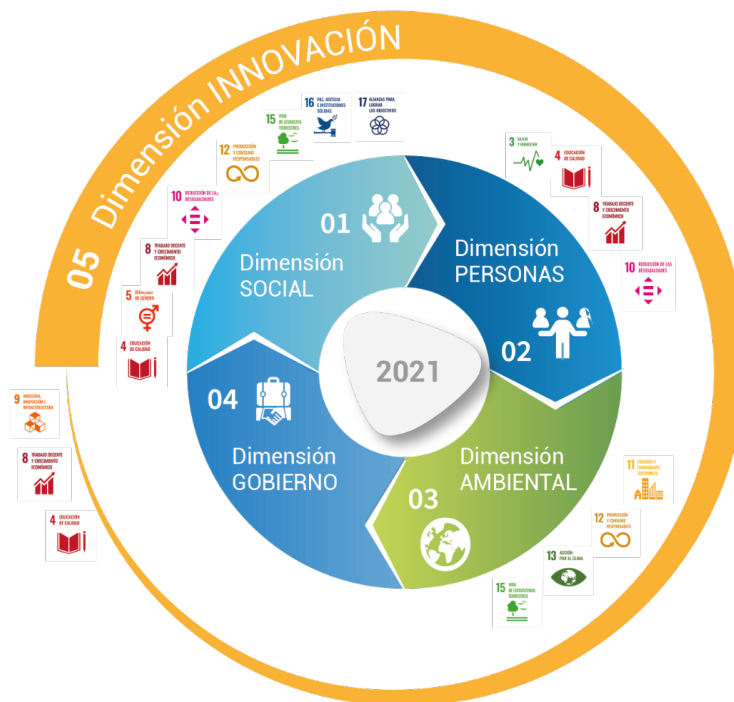 05 Dimensión INNOVACIÓN
16 PAZ, JUSTICIA
E INSTITUCIONES
SÓLIDAS
17 ALIANZAS PARA
LOGRAR
LOS OBJETIVOS
15 VIDA
DE ECOSISTEMAS
TERRESTRES
12 PRODUCCIÓN
Y CONSUMO
RESPONSABLES
10 REDUCCIÓN DE LAS
DESIGUALDADES
8 TRABAJO DECENTE
Y CRECIMIENTO
ECONÓMICO
5
DE GÉNERO
4 EDUCACIÓN
DE CALIDAD
3 SALUD
Y BIENESTAR
4 EDUCACIÓN
DE CALIDAD
8 TRABAJO DECENTE
Y CRECIMIENTO
ECONÓMICO
10 REDUCCIÓN DE LAS
DESIGUALDADES
01
Dimensión
SOCIAL
Dimensión
PERSONAS
02
2021
04
Dimensión
GOBIERNO
Dimensión
AMBIENTAL
03
9 INDUSTRIA,
INNOVACIÓN E
INFRAESTRUCTURA
8 TRABAJO DECENTE
Y CRECIMIENTO
ECONÓMICO
4 EDUCACIÓN
DE CALIDAD
11 CIUDADES Y
COMUNIDADES
SOSTENIBLES
12 PRODUCCIÓN
Y CONSUMO
RESPONSABLES
13 ACCIÓN
POR EL CLIMA
15 VIDA
DE ECOSISTEMAS
TERRESTRES